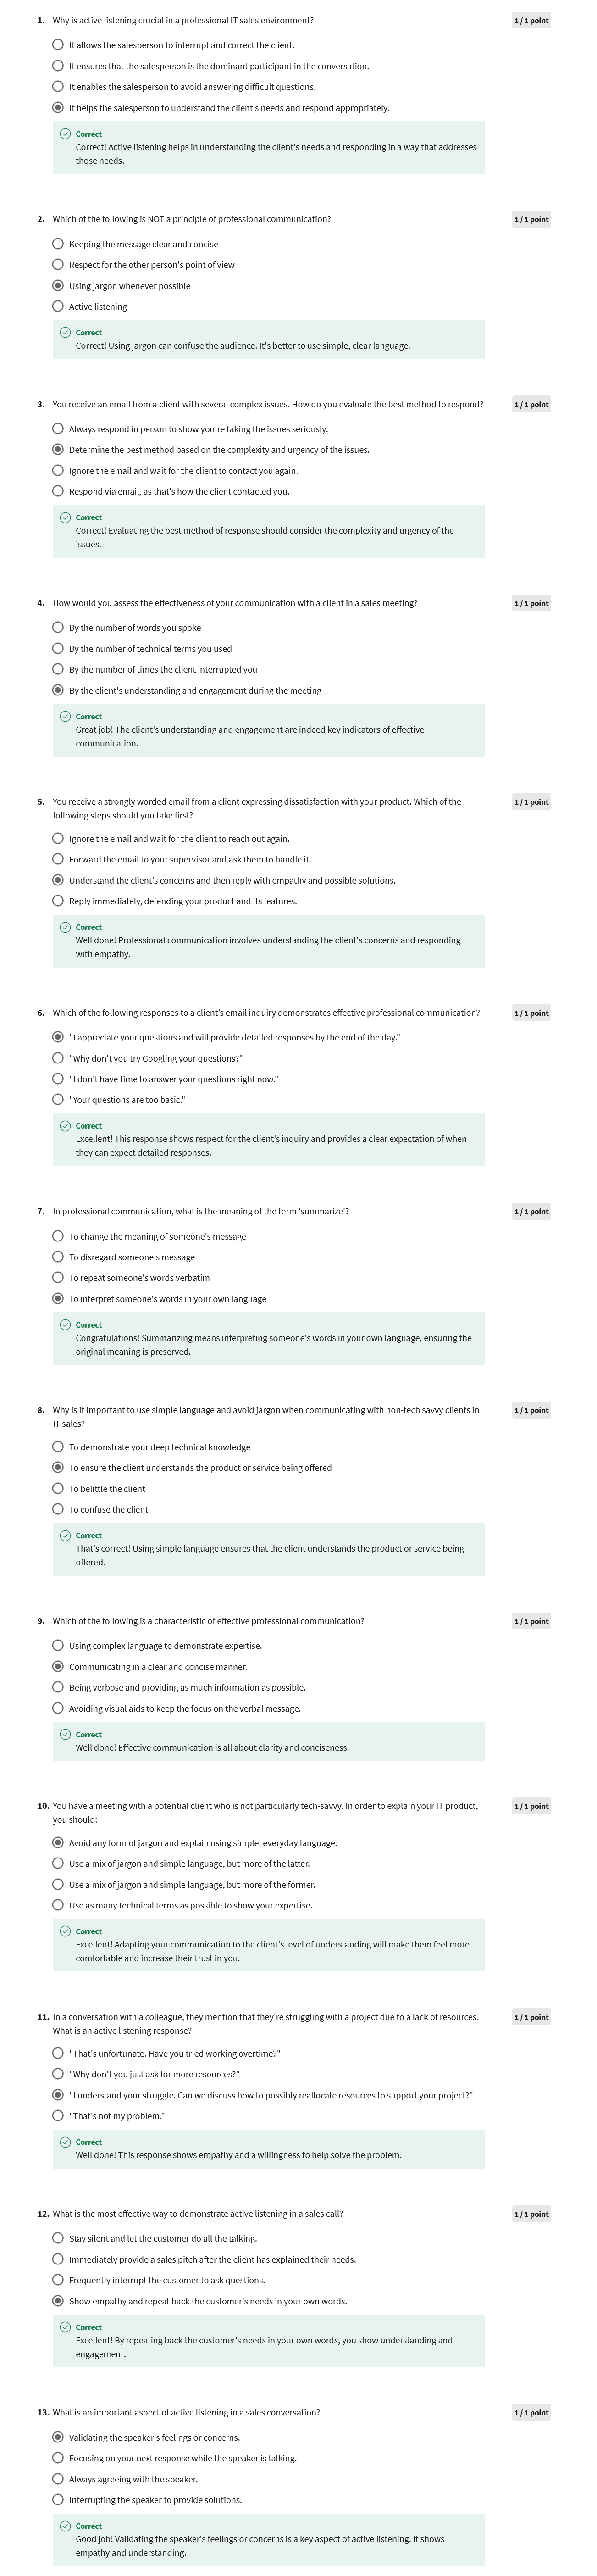 1. Why is active listening crucial in a professional IT sales environment? 1 / 1 point
It allows the salesperson to interrupt and correct the client.
It ensures that the salesperson is the dominant participant in the conversation.
It enables the salesperson to avoid answering difficult questions.
It helps the salesperson to understand the client's needs and respond appropriately.
Correct
Correct! Active listening helps in understanding the client's needs and responding in a way that addresses
those needs.
2. Which of the following is NOT a principle of professional communication? 1 / 1 point
Keeping the message clear and concise
Respect for the other person's point of view
Using jargon whenever possible
Active listening
Correct
Correct! Using jargon can confuse the audience. It's better to use simple, clear language.
3. You receive an email from a client with several complex issues. How do you evaluate the best method to respond? 1 / 1 point
Always respond in person to show you're taking the issues seriously.
Determine the best method based on the complexity and urgency of the issues.
Ignore the email and wait for the client to contact you again.
Respond via email, as that's how the client contacted you.
Correct
Correct! Evaluating the best method of response should consider the complexity and urgency of the
issues.
4. How would you assess the effectiveness of your communication with a client in a sales meeting? 1 / 1 point
By the number of words you spoke
By the number of technical terms you used
By the number of times the client interrupted you
By the client's understanding and engagement during the meeting
Correct
Great job! The client's understanding and engagement are indeed key indicators of effective
communication.
5. You receive a strongly worded email from a client expressing dissatisfaction with your product. Which of the 1 / 1 point
following steps should you take first?
Ignore the email and wait for the client to reach out again.
Forward the email to your supervisor and ask them to handle it.
Understand the client's concerns and then reply with empathy and possible solutions.
Reply immediately, defending your product and its features.
Correct
Well done! Professional communication involves understanding the client's concerns and responding
with empathy.
6. Which of the following responses to a client's email inquiry demonstrates effective professional communication? 1 / 1 point
"I appreciate your questions and will provide detailed responses by the end of the day."
"Why don't you try Googling your questions?"
"I don't have time to answer your questions right now."
"Your questions are too basic."
Correct
Excellent! This response shows respect for the client's inquiry and provides a clear expectation of when
they can expect detailed responses.
7. In professional communication, what is the meaning of the term 'summarize'? 1 / 1 point
To change the meaning of someone's message
To disregard someone's message
To repeat someone's words verbatim
To interpret someone's words in your own language
Correct
Congratulations! Summarizing means interpreting someone's words in your own language, ensuring the
original meaning is preserved.
8. Why is it important to use simple language and avoid jargon when communicating with non-tech savvy clients in 1 / 1 point
IT sales?
To demonstrate your deep technical knowledge
To ensure the client understands the product or service being offered
To belittle the client
To confuse the client
Correct
That's correct! Using simple language ensures that the client understands the product or service being
offered.
9. Which of the following is a characteristic of effective professional communication? 1 / 1 point
Using complex language to demonstrate expertise.
Communicating in a clear and concise manner.
Being verbose and providing as much information as possible.
Avoiding visual aids to keep the focus on the verbal message.
Correct
Well done! Effective communication is all about clarity and conciseness.
10. You have a meeting with a potential client who is not particularly tech-savvy. In order to explain your IT product, 1 / 1 point
you should:
Avoid any form of jargon and explain using simple, everyday language.
Use a mix of jargon and simple language, but more of the latter.
Use a mix of jargon and simple language, but more of the former.
Use as many technical terms as possible to show your expertise.
Correct
Excellent! Adapting your communication to the client's level of understanding will make them feel more
comfortable and increase their trust in you.
11. In a conversation with a colleague, they mention that they're struggling with a project due to a lack of resources. 1 / 1 point
What is an active listening response?
"That's unfortunate. Have you tried working overtime?"
"Why don't you just ask for more resources?"
"I understand your struggle. Can we discuss how to possibly reallocate resources to support your project?"
"That's not my problem."
Correct
Well done! This response shows empathy and a willingness to help solve the problem.
12. What is the most effective way to demonstrate active listening in a sales call? 1 / 1 point
Stay silent and let the customer do all the talking.
Immediately provide a sales pitch after the client has explained their needs.
Frequently interrupt the customer to ask questions.
Show empathy and repeat back the customer's needs in your own words.
Correct
Excellent! By repeating back the customer's needs in your own words, you show understanding and
engagement.
13. What is an important aspect of active listening in a sales conversation? 1 / 1 point
Validating the speaker's feelings or concerns.
Focusing on your next response while the speaker is talking.
Always agreeing with the speaker.
Interrupting the speaker to provide solutions.
Correct
Good job! Validating the speaker's feelings or concerns is a key aspect of active listening. It shows
empathy and understanding.